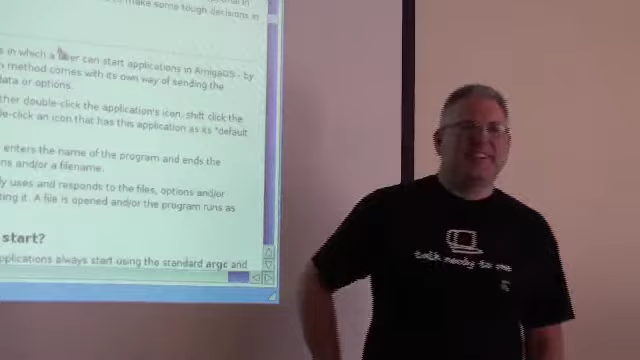 to make some tough decisions in
s in which a user can start applications in AmigaOS - by
method comes with its own way of sending the
data or options.
ther double-click the application's icon, shift click the
le-click an icon that has this application as its "default
enters the name of the program and ends the
ns and/or a filename.
ly uses and responds to the files, options and/or
ting it. A file is opened and/or the program runs as
start?
pplications always start using the standard argc and
talk nerdy to me